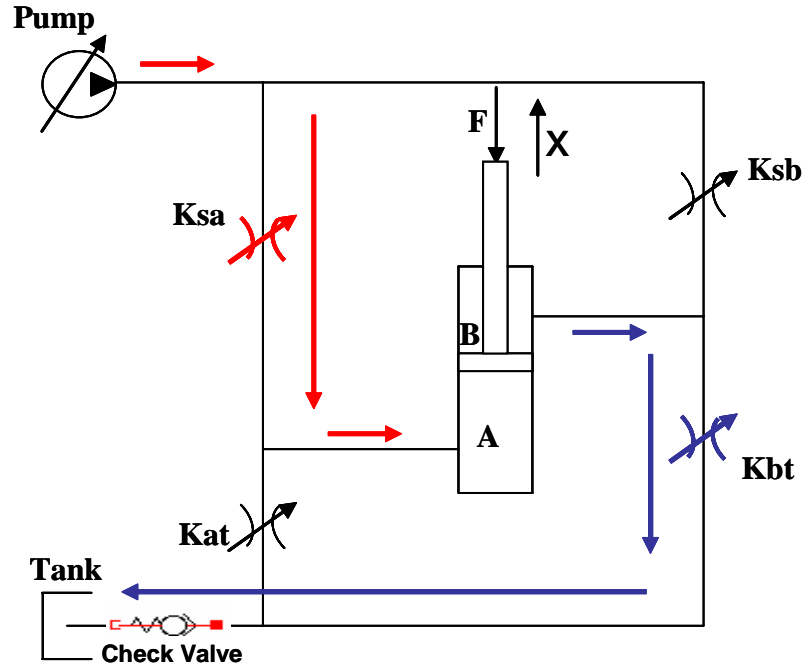 Pump
F
X
Ksb
Ksa
B
A
Kbt
Kat
Tank
Check Valve